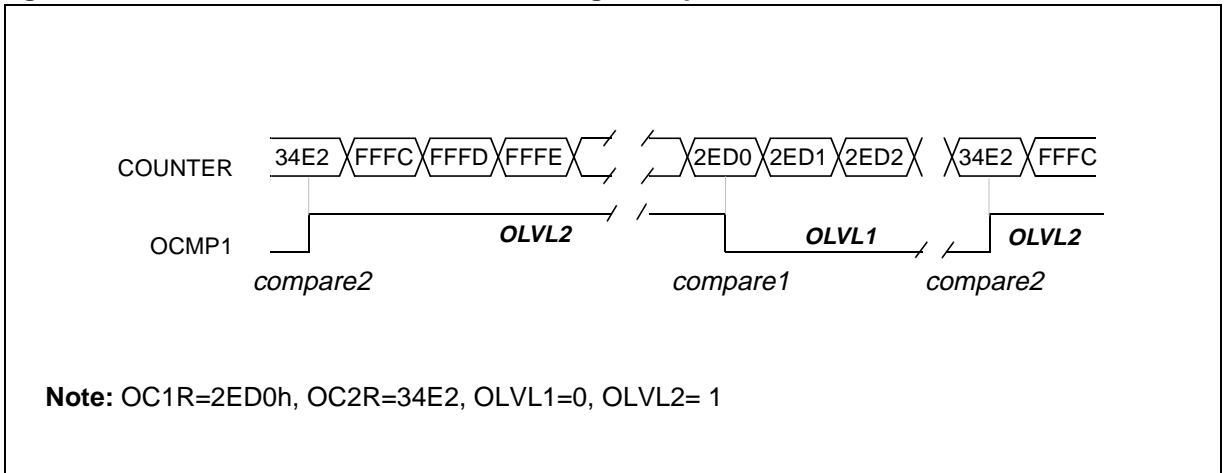 COUNTER 34E2 FFFC FFFD FFFE 2ED0 2ED1 2ED2 34E2 FFFC
OCMP1 OLVL2 OLVL1 OLVL2
compare2 compare1 compare2
Note: OC1R=2ED0h, OC2R=34E2, OLVL1=0, OLVL2= 1